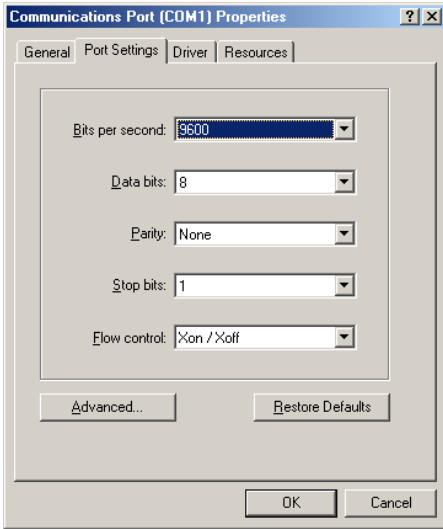 Communications Port (COM1) Properties
General Port Settings Driver Resources
Bits per second: 9600
Data bits: 8
Parity: None
Stop bits: 1
Flow control: Xon / Xoff
Advanced... Restore Defaults
OK Cancel